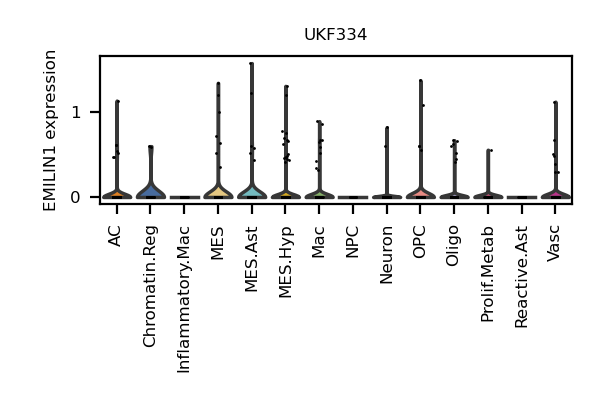 UKF334
EMILIN1 expression
1
0
AC
Chromatin.Reg
Inflammatory.Mac
MES
MES.Ast
MES.Hyp
Mac
NPC
Neuron
OPC
Oligo
Prolif.Metab
Reactive.Ast
Vasc